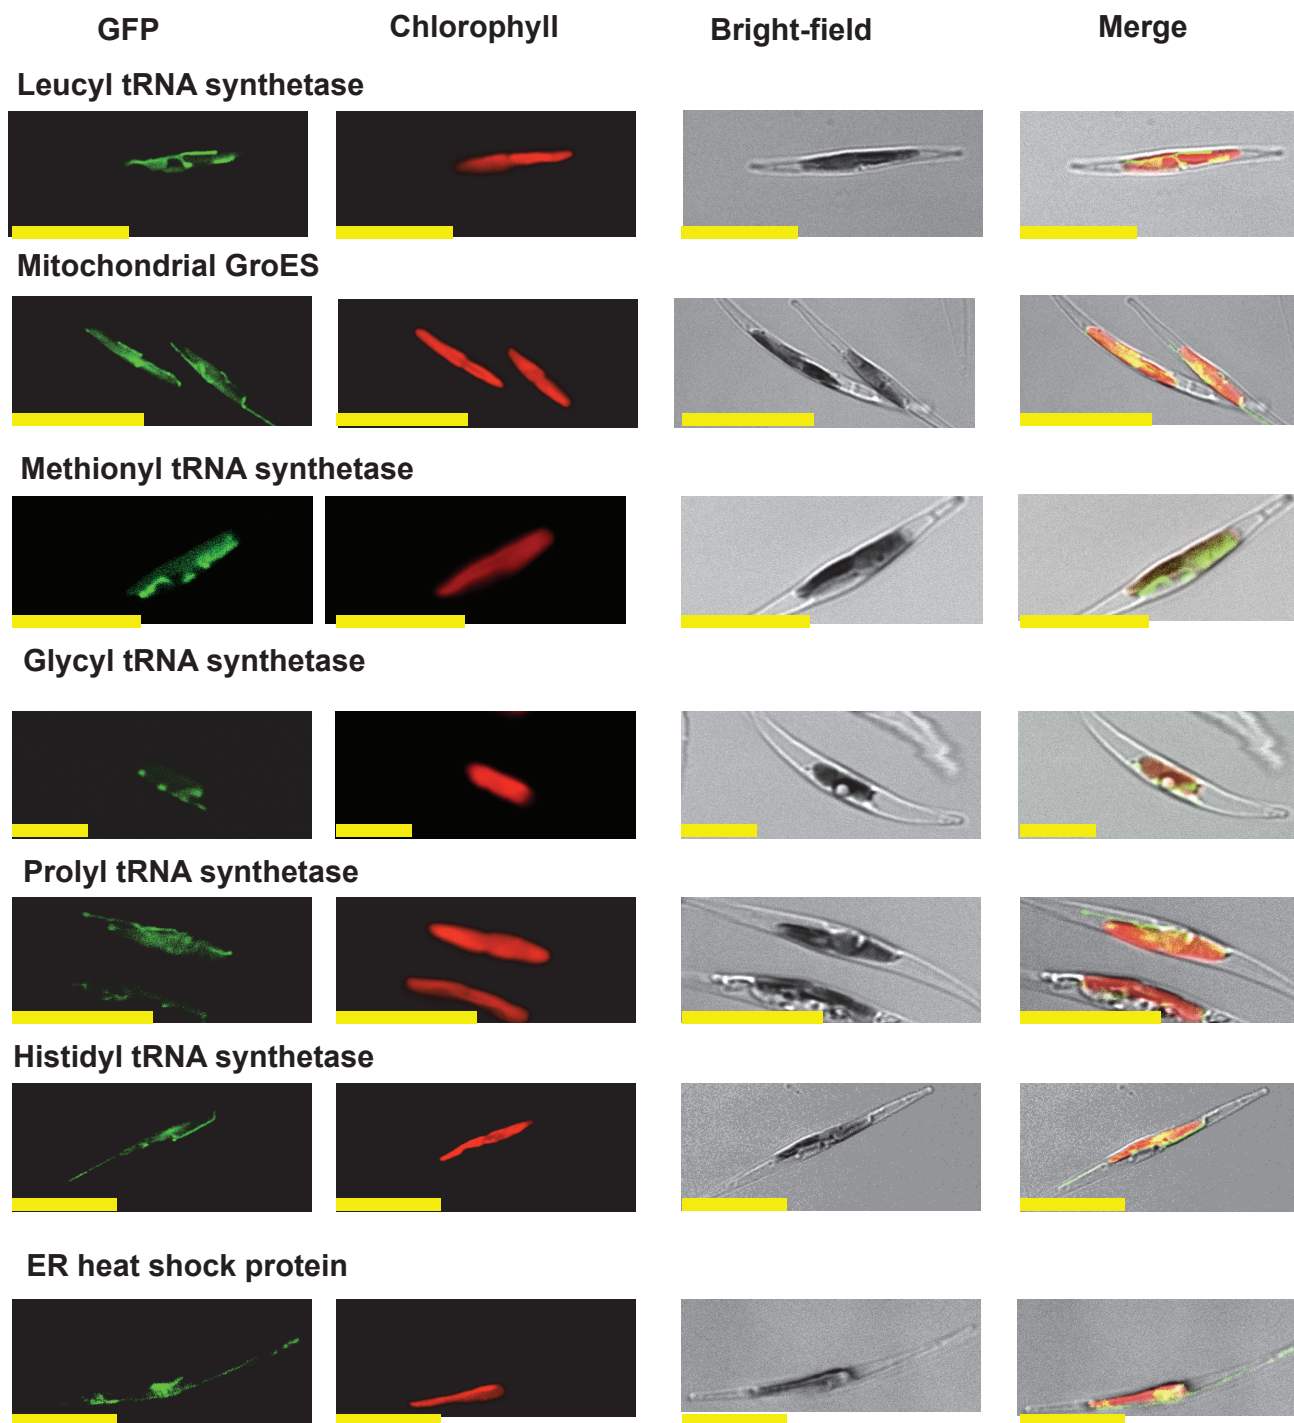 GFP Chlorophyll Bright-field Merge
Leucyl tRNA synthetase
Mitochondrial GroES
Methionyl tRNA synthetase
Glycyl tRNA synthetase
Prolyl tRNA synthetase
Histidyl tRNA synthetase
ER heat shock protein